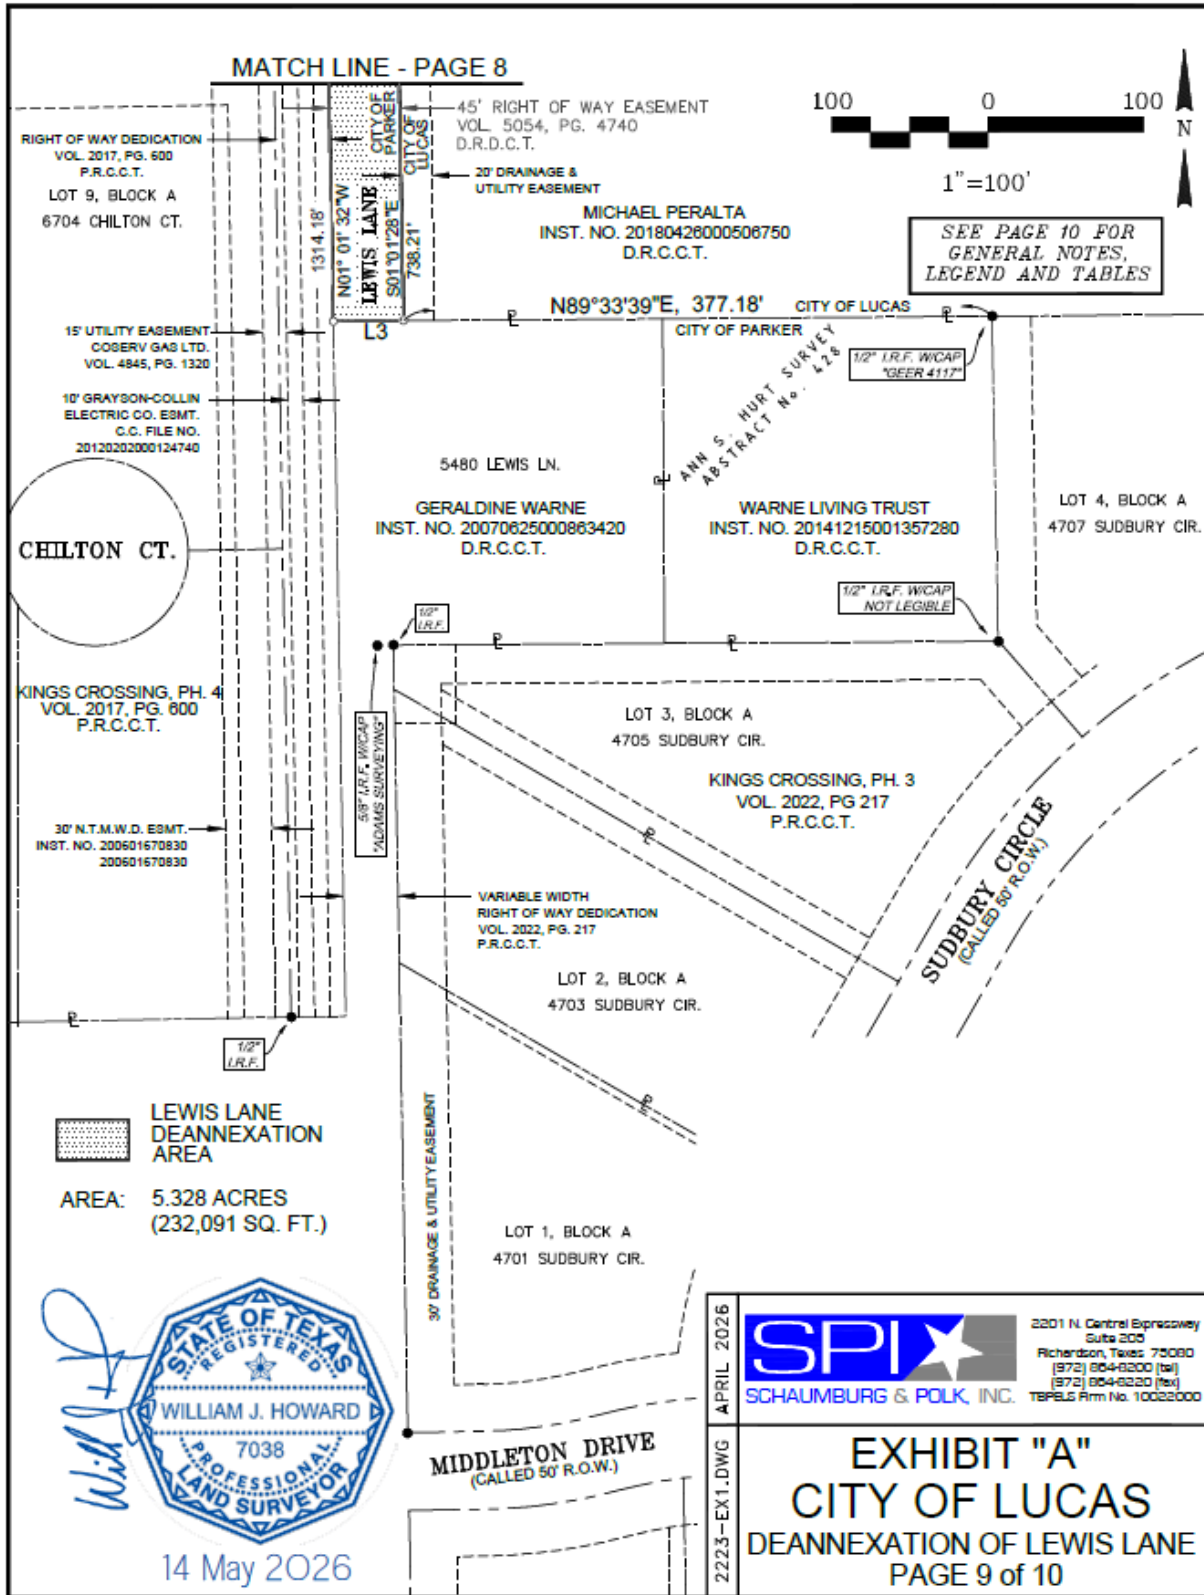 MATCH LINE - PAGE 8
RIGHT OF WAY DEDICATION
VOL. 2017, PG. 600
P.R.C.C.T.
LOT 9, BLOCK A
6704 CHILTON CT.
1314.18'
N01° 01' 32"W
LEWIS LANE
S01°01'28"E
738.21'
CITY OF
PARKER
CITY OF
LUCAS
45' RIGHT OF WAY EASEMENT
VOL. 5054, PG. 4740
D.R.D.C.T.
20' DRAINAGE &
UTILITY EASEMENT
MICHAEL PERALTA
INST. NO. 20180426000506750
D.R.C.C.T.
100 0 100
1"=100'
N
SEE PAGE 10 FOR
GENERAL NOTES,
LEGEND AND TABLES
N89°33'39"E, 377.18'
CITY OF LUCAS
CITY OF PARKER
L3
15' UTILITY EASEMENT
COSERV GAS LTD.
VOL. 4845, PG. 1320
10' GRAYSON-COLLIN
ELECTRIC CO. ESMT.
C.C. FILE NO.
20120202000124740
1/2" I.R.F. W/CAP
"GEER 4117"
ANN S. HURT SURVEY
ABSTRACT No. 428
5480 LEWIS LN.
GERALDINE WARNE
INST. NO. 20070625000863420
D.R.C.C.T.
WARNE LIVING TRUST
INST. NO. 20141215001357280
D.R.C.C.T.
LOT 4, BLOCK A
4707 SUDBURY CIR.
CHILTON CT.
1/2"
I.R.F.
1/2" I.R.F. W/CAP
NOT LEGIBLE
KINGS CROSSING, PH. 4
VOL. 2017, PG. 600
P.R.C.C.T.
5/8" I.R.F. W/CAP
"ADAMS SURVEYING"
LOT 3, BLOCK A
4705 SUDBURY CIR.
KINGS CROSSING, PH. 3
VOL. 2022, PG 217
P.R.C.C.T.
SUDBURY CIRCLE
(CALLED 50' R.O.W.)
30' N.T.M.W.D. ESMT.
INST. NO. 200601670830
200601670830
VARIABLE WIDTH
RIGHT OF WAY DEDICATION
VOL. 2022, PG. 217
P.R.C.C.T.
LOT 2, BLOCK A
4703 SUDBURY CIR.
1/2"
I.R.F.
LEWIS LANE
DEANNEXATION
AREA
AREA: 5.328 ACRES
(232,091 SQ. FT.)
30' DRAINAGE & UTILITY EASEMENT
LOT 1, BLOCK A
4701 SUDBURY CIR.
STATE OF TEXAS
REGISTERED
WILLIAM J. HOWARD
7038
PROFESSIONAL
LAND SURVEYOR
14 May 2026
MIDDLETON DRIVE
(CALLED 50' R.O.W.)
APRIL 2026
SPI
SCHAUMBURG & POLK, INC.
2201 N. Central Expressway
Suite 205
Richardson, Texas 75080
(972) 864-8200 (tel)
(972) 864-8220 (fax)
TBPELS Firm No. 10022000
2223-EX1.DWG
EXHIBIT "A"
CITY OF LUCAS
DEANNEXATION OF LEWIS LANE
PAGE 9 of 10